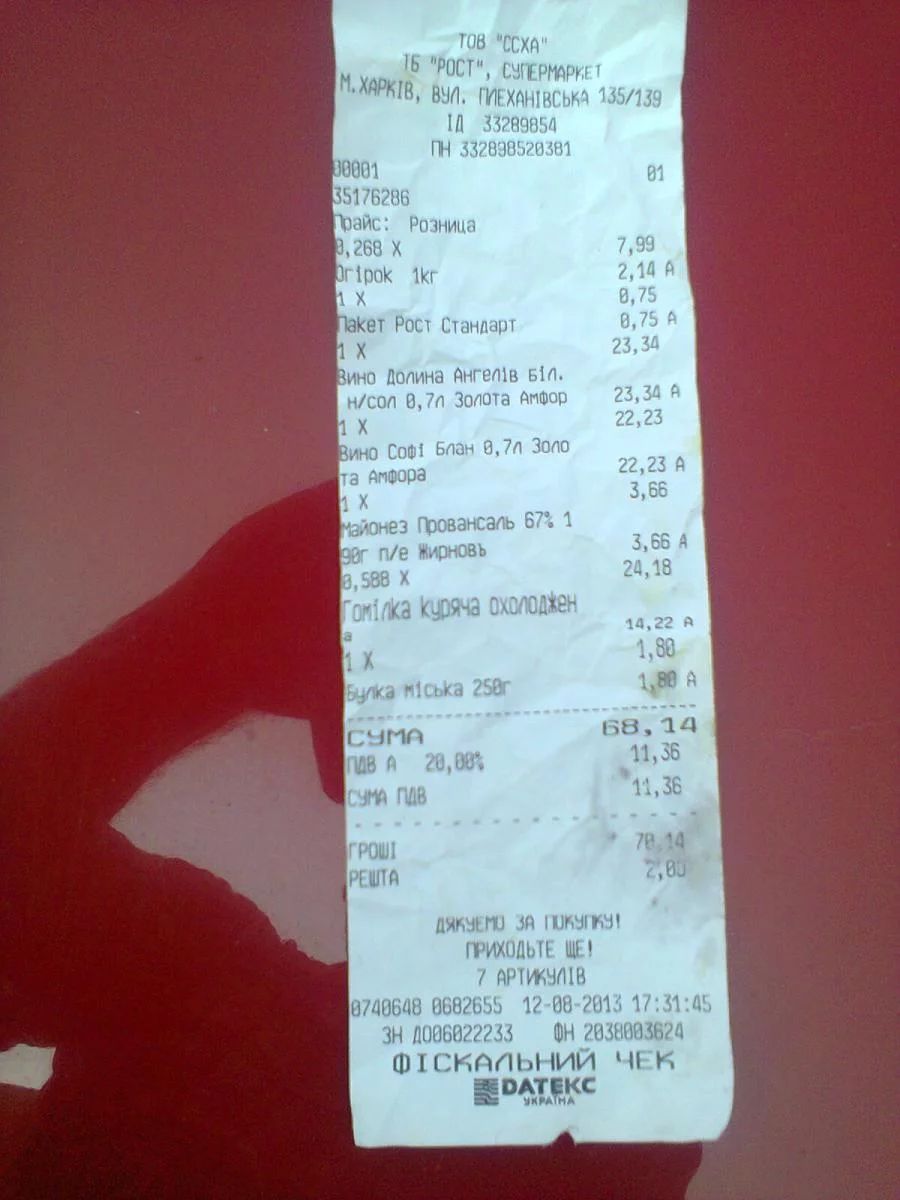 ТОВ "ССХА"
ТБ "РОСТ", СУПЕРМАРКЕТ
М.ХАРКІВ, ВУЛ. ПЛЕХАНІВСЬКА 135/139
ІД 33289854
ПН 332898520381
00001 01
35176286
Прайс: Розница
0,268 X 7,99
Огірок 1кг 2,14 А
1 X 0,75
Пакет Рост Стандарт 0,75 А
1 X 23,34
Вино Долина Ангелів Біл.
н/сол 0,7л Золота Амфор 23,34 А
1 X 22,23
Вино Софі Блан 0,7л Золо
та Амфора 22,23 А
1 X 3,66
Майонез Провансаль 67% 1
90г п/е Жирновъ 3,66 А
0,588 X 24,18
Гомілка куряча охолоджен
а 14,22 А
1 X 1,80
Булка міська 250г 1,80 А
СУМА 68,14
ПДВ А 20,00% 11,36
СУМА ПДВ 11,36
ГРОШІ 70,14
РЕШТА 2,00
ДЯКУЄМО ЗА ПОКУПКУ!
ПРИХОДЬТЕ ЩЕ!
7 АРТИКУЛІВ
0740648 0682655 12-08-2013 17:31:45
ЗН ДО06022233 ФН 2038003624
ФІСКАЛЬНИЙ ЧЕК
DATEКС
УКРАЇНА